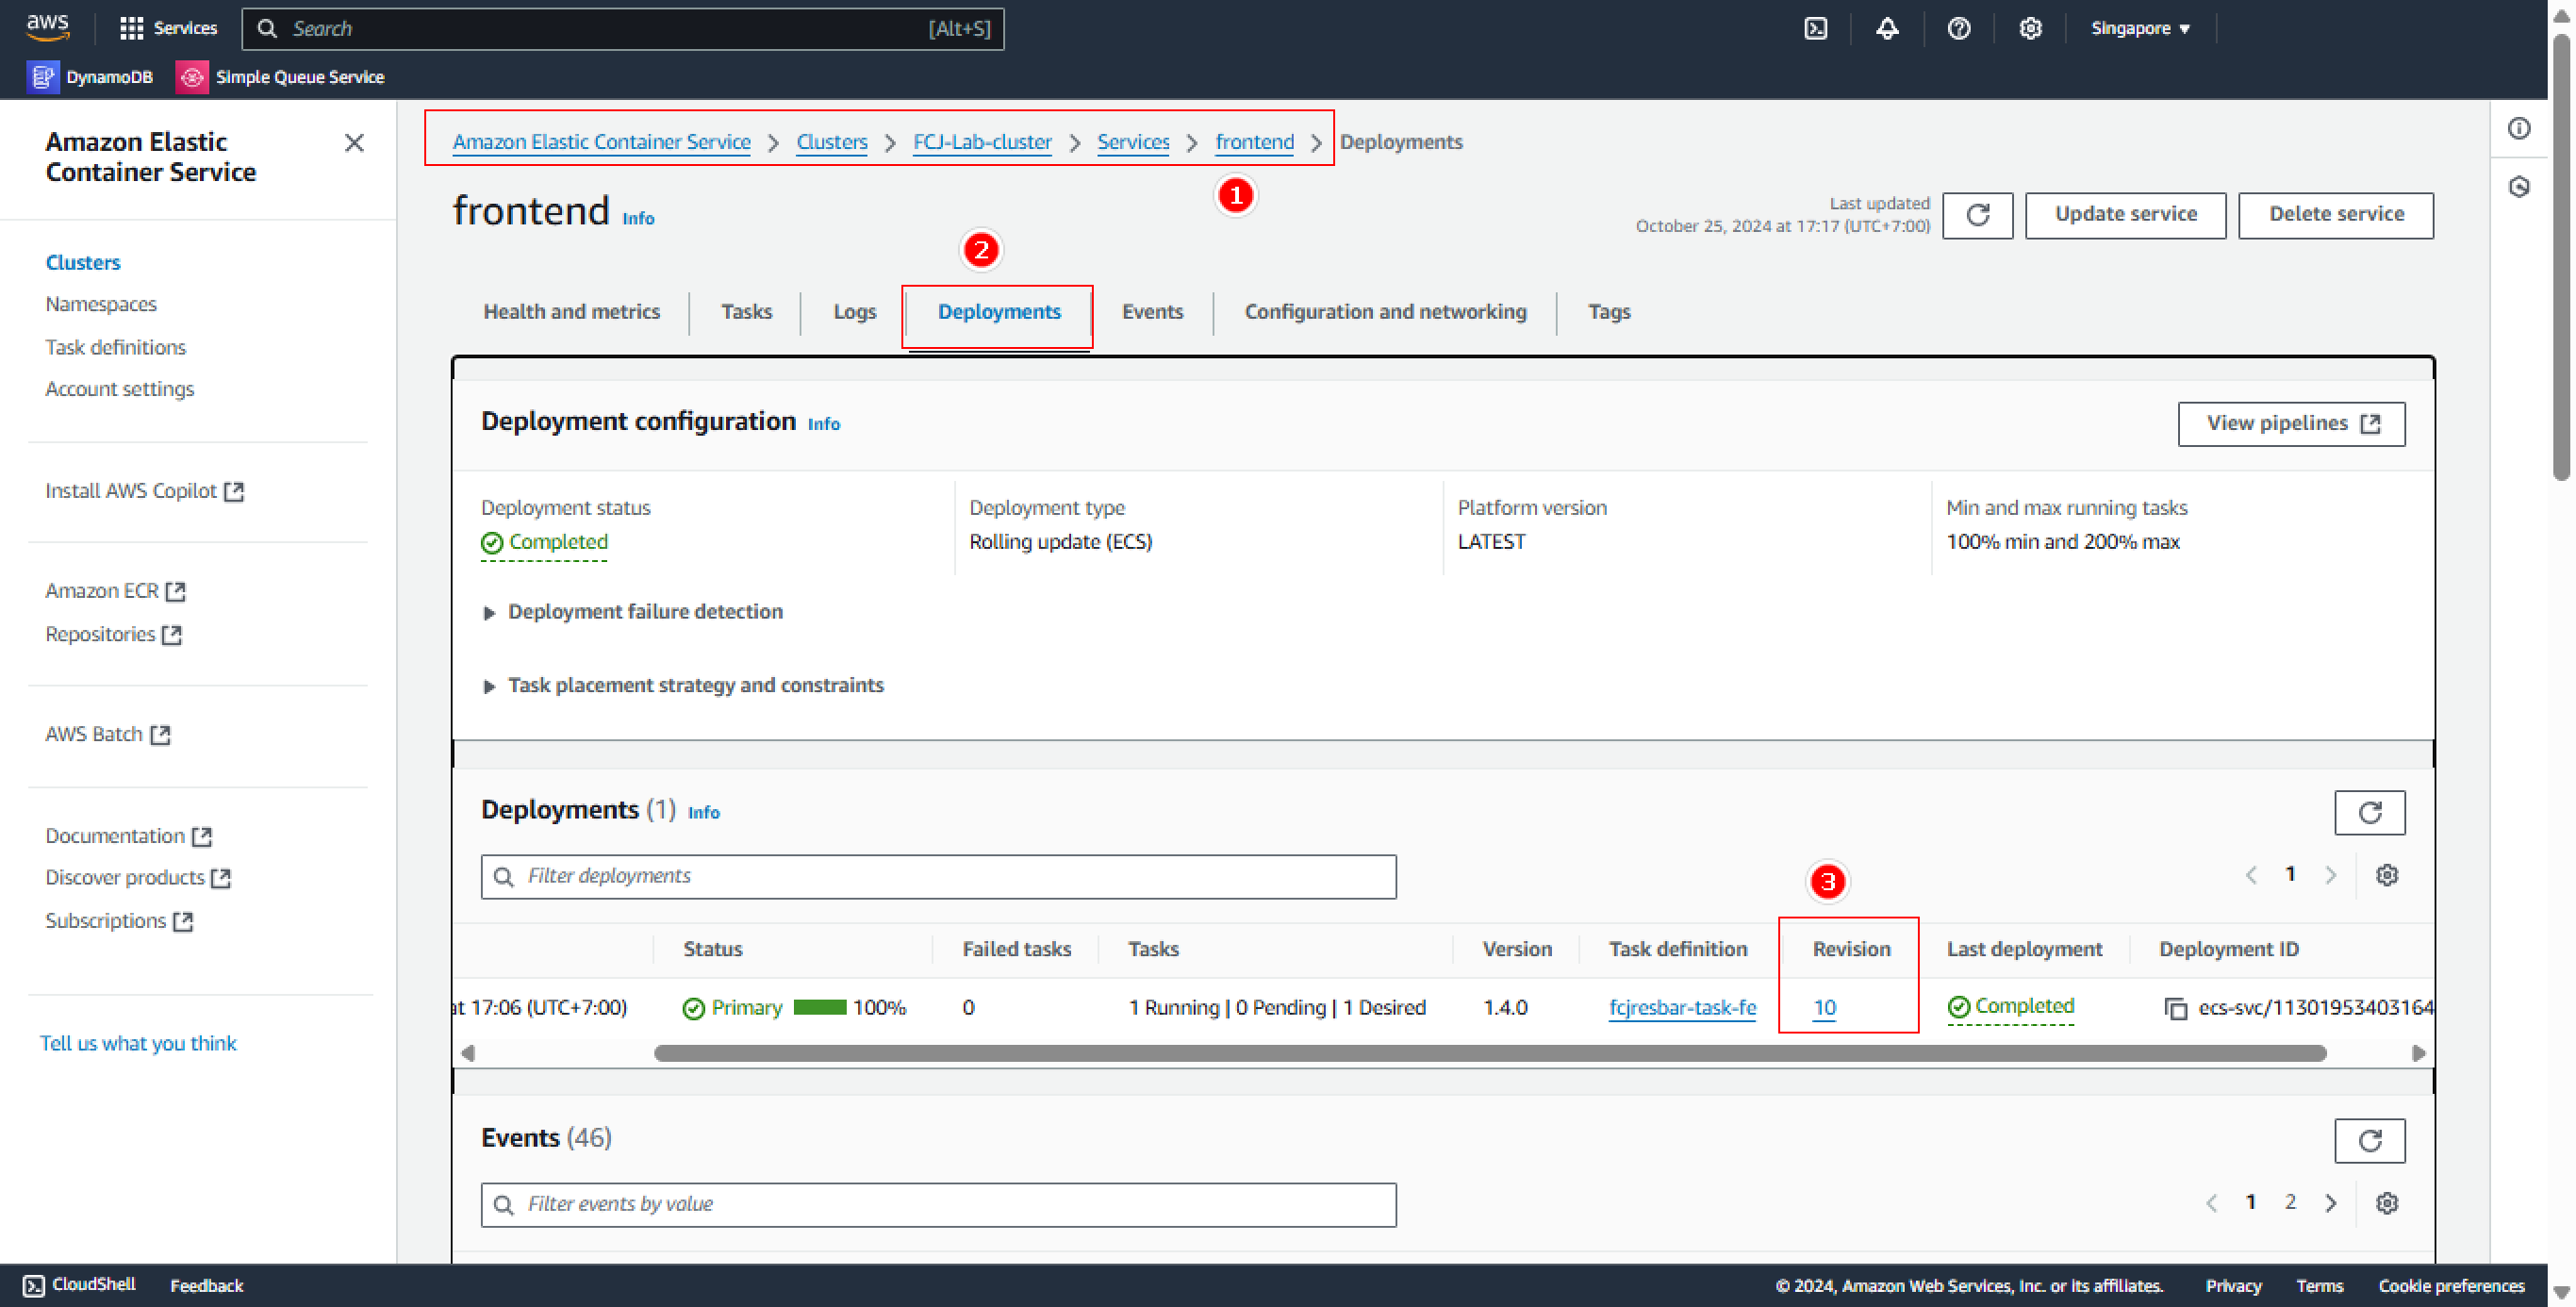 aws
Services
Search
[Alt+S]
Singapore ▼
DynamoDB
Simple Queue Service
Amazon Elastic
Container Service
Clusters
Namespaces
Task definitions
Account settings
Install AWS Copilot
Amazon ECR
Repositories
AWS Batch
Documentation
Discover products
Subscriptions
Tell us what you think
Amazon Elastic Container Service > Clusters > FCJ-Lab-cluster > Services > frontend > Deployments
1
frontend Info
Last updated
October 25, 2024 at 17:17 (UTC+7:00)
Update service
Delete service
2
Health and metrics
Tasks
Logs
Deployments
Events
Configuration and networking
Tags
Deployment configuration Info
View pipelines
Deployment status
Completed
Deployment type
Rolling update (ECS)
Platform version
LATEST
Min and max running tasks
100% min and 200% max
Deployment failure detection
Task placement strategy and constraints
Deployments (1) Info
Filter deployments
1
3
Status Failed tasks Tasks Version Task definition Revision Last deployment Deployment ID
at 17:06 (UTC+7:00) Primary 100% 0 1 Running | 0 Pending | 1 Desired 1.4.0 fcjresbar-task-fe 10 Completed ecs-svc/11301953403164
Events (46)
Filter events by value
1 2
CloudShell
Feedback
© 2024, Amazon Web Services, Inc. or its affiliates.
Privacy
Terms
Cookie preferences